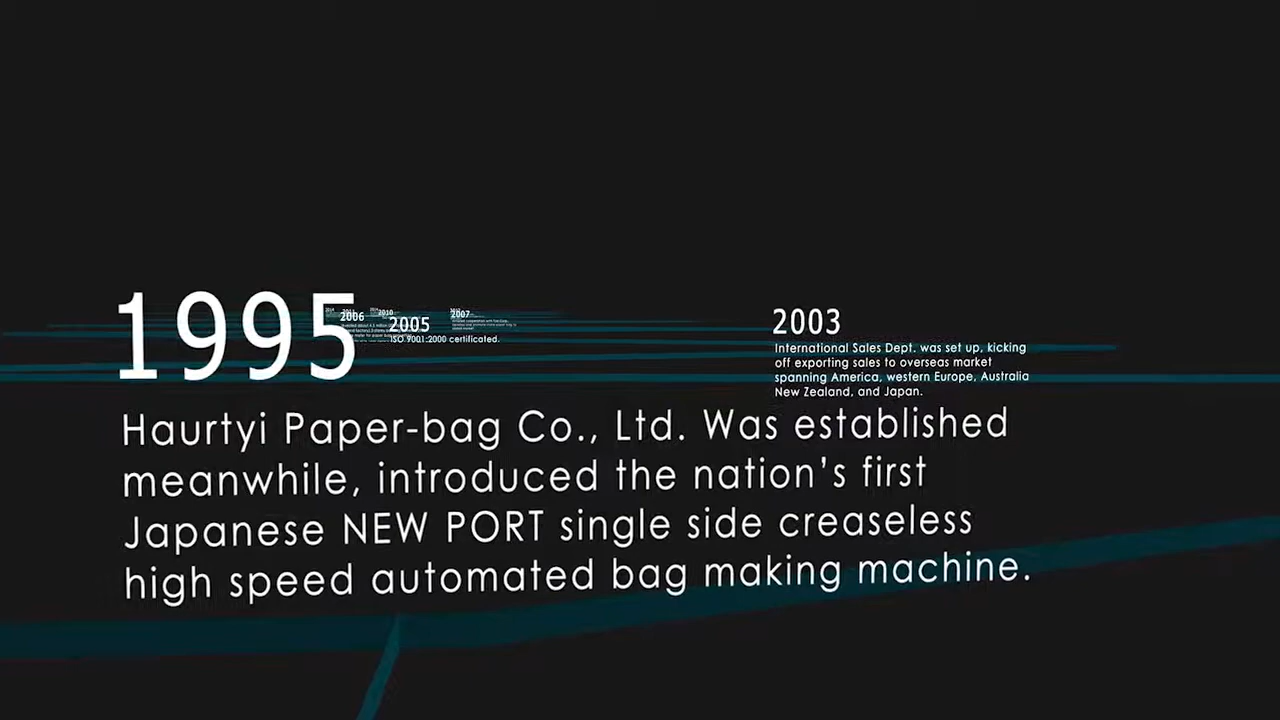 1995
Haurtyi Paper-bag Co., Ltd. Was established
meanwhile, introduced the nation’s first
Japanese NEW PORT single side creaseless
high speed automated bag making machine.
2003
International Sales Dept. was set up, kicking
off exporting sales to overseas market
spanning America, western Europe, Australia
New Zealand, and Japan.
2005
ISO 9001:2000 certificated.
2006
2007
2010